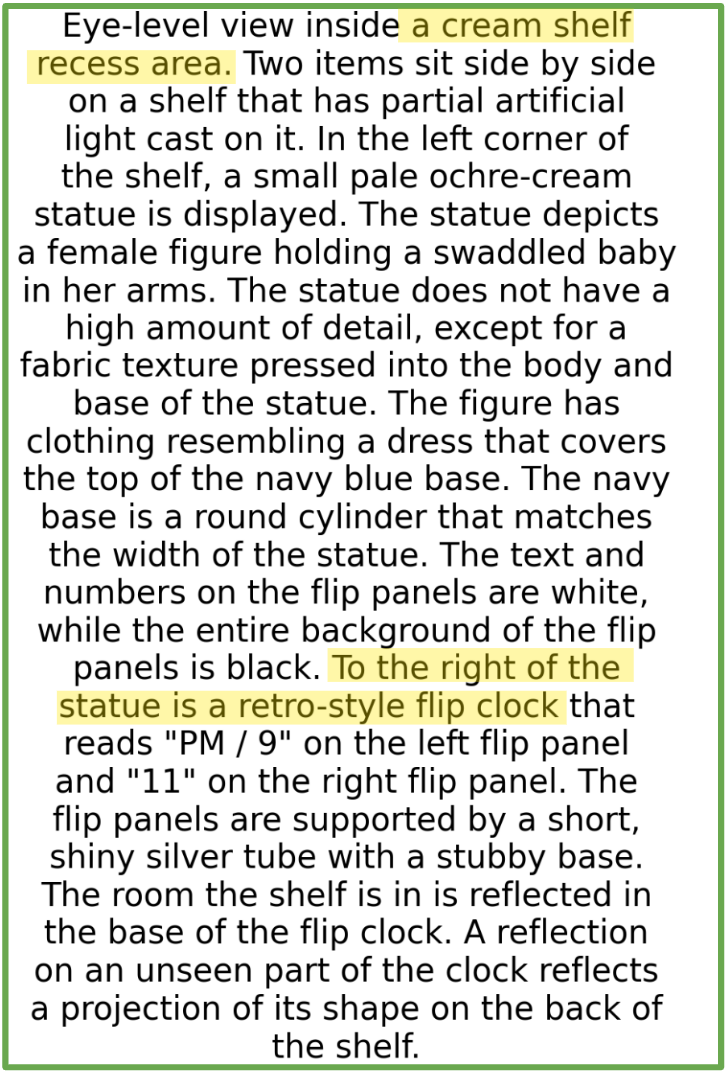 Eye-level view inside a cream shelf
recess area. Two items sit side by side
on a shelf that has partial artificial
light cast on it. In the left corner of
the shelf, a small pale ochre-cream
statue is displayed. The statue depicts
a female figure holding a swaddled baby
in her arms. The statue does not have a
high amount of detail, except for a
fabric texture pressed into the body and
base of the statue. The figure has
clothing resembling a dress that covers
the top of the navy blue base. The navy
base is a round cylinder that matches
the width of the statue. The text and
numbers on the flip panels are white,
while the entire background of the flip
panels is black. To the right of the
statue is a retro-style flip clock that
reads "PM / 9" on the left flip panel
and "11" on the right flip panel. The
flip panels are supported by a short,
shiny silver tube with a stubby base.
The room the shelf is in is reflected in
the base of the flip clock. A reflection
on an unseen part of the clock reflects
a projection of its shape on the back of
the shelf.